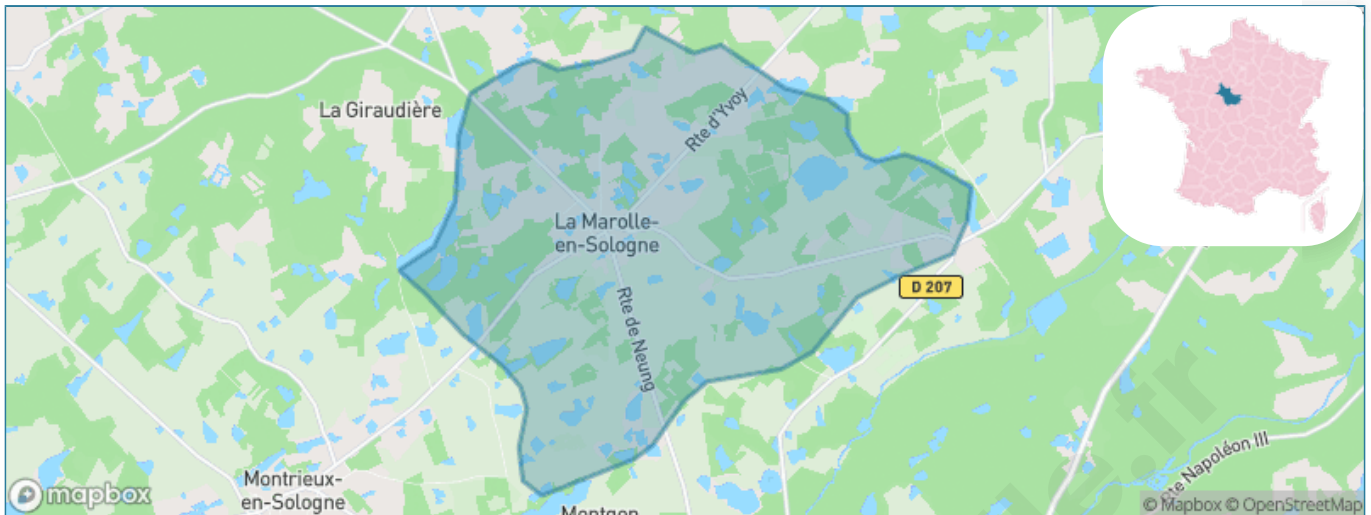 La Giraudière
Rte d'Yvoy
La Marolle-
en-Sologne
D 207
Rte de Neung
Rte Napoléon III
Montrieux-
en-Sologne
mapbox
© Mapbox © OpenStreetMap